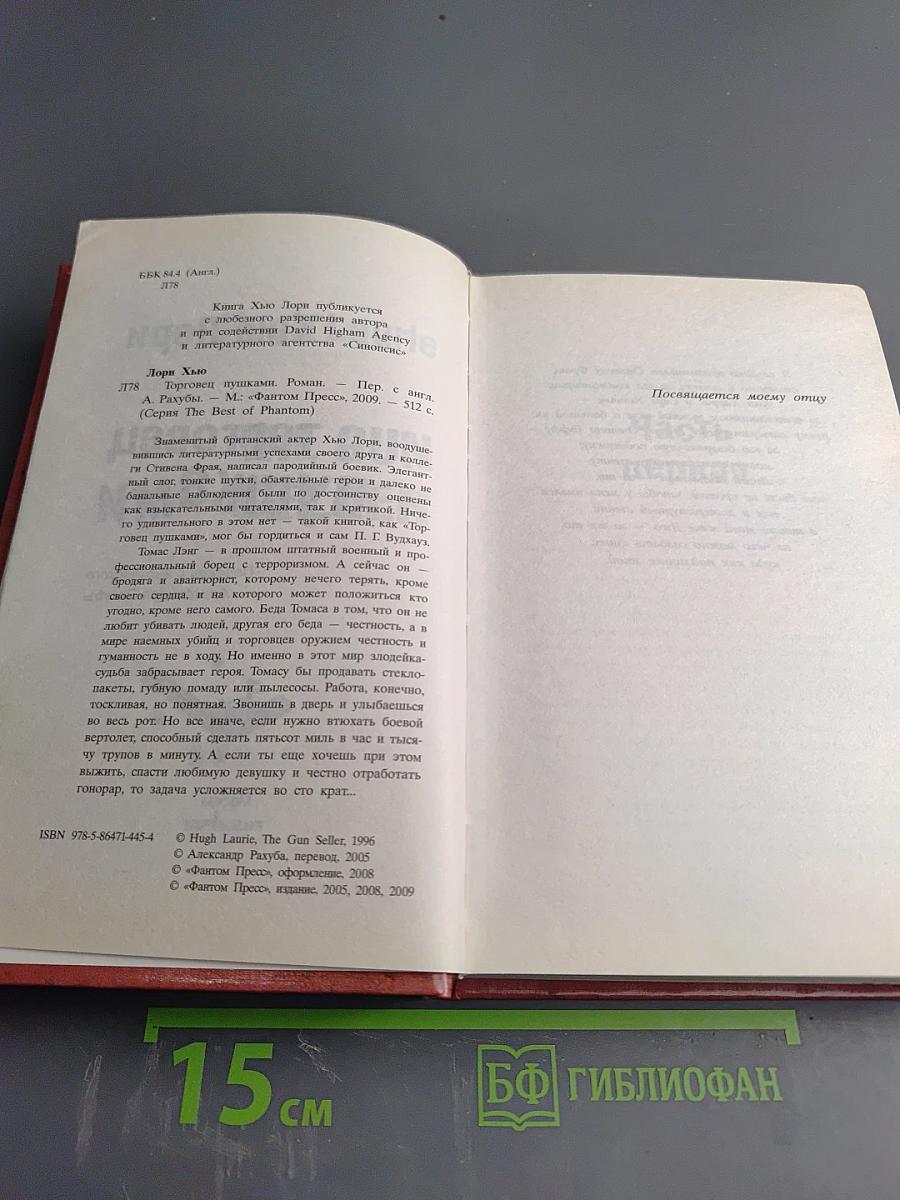 ББК 84.4 (Англ.)
Л78
Книга Хью Лори публикуется
с любезного разрешения автора
и при содействии David Higham Agency
и литературного агентства «Синопсис»
Лори Хью
Л78 Торговец пушками. Роман. — Пер. с англ.
А. Рахубы. — М.: «Фантом Пресс», 2009. — 512 с.
(Серия The Best of Phantom)
Знаменитый британский актер Хью Лори, воодуше-
вившись литературными успехами своего друга и колле-
ги Стивена Фрая, написал пародийный боевик. Элегант-
ный слог, тонкие шутки, обаятельные герои и далеко не
банальные наблюдения были по достоинству оценены
как взыскательными читателями, так и критикой. Ниче-
го удивительного в этом нет — такой книгой, как «Тор-
говец пушками», мог бы гордиться и сам П. Г. Вудхауз.
Томас Лэнг — в прошлом штатный военный и про-
фессиональный борец с терроризмом. А сейчас он —
бродяга и авантюрист, которому нечего терять, кроме
своего сердца, и на которого может положиться кто
угодно, кроме него самого. Беда Томаса в том, что он не
любит убивать людей, другая его беда — честность, а в
мире наемных убийц и торговцев оружием честность и
гуманность не в ходу. Но именно в этот мир злодейка-
судьба забрасывает героя. Томасу бы продавать стекло-
пакеты, губную помаду или пылесосы. Работа, конечно,
тоскливая, но понятная. Звонишь в дверь и улыбаешься
во весь рот. Но все иначе, если нужно втюхать боевой
вертолет, способный сделать пятьсот миль в час и тыся-
чу трупов в минуту. А если ты еще хочешь при этом
выжить, спасти любимую девушку и честно отработать
гонорар, то задача усложняется во сто крат...
ISBN 978-5-86471-445-4
© Hugh Laurie, The Gun Seller, 1996
© Александр Рахуба, перевод, 2005
© «Фантом Пресс», оформление, 2008
© «Фантом Пресс», издание, 2005, 2008, 2009
Посвящается моему отцу
15 см
БФ ГИБЛИОФАН